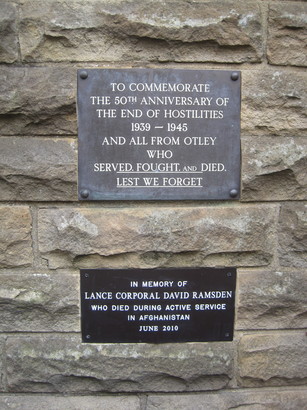 TO COMMEMORATE
THE 50TH ANNIVERSARY OF
THE END OF HOSTILITIES
1939 — 1945
AND ALL FROM OTLEY
WHO
SERVED, FOUGHT, AND DIED.
LEST WE FORGET
IN MEMORY OF
LANCE CORPORAL DAVID RAMSDEN
WHO DIED DURING ACTIVE SERVICE
IN AFGHANISTAN
JUNE 2010